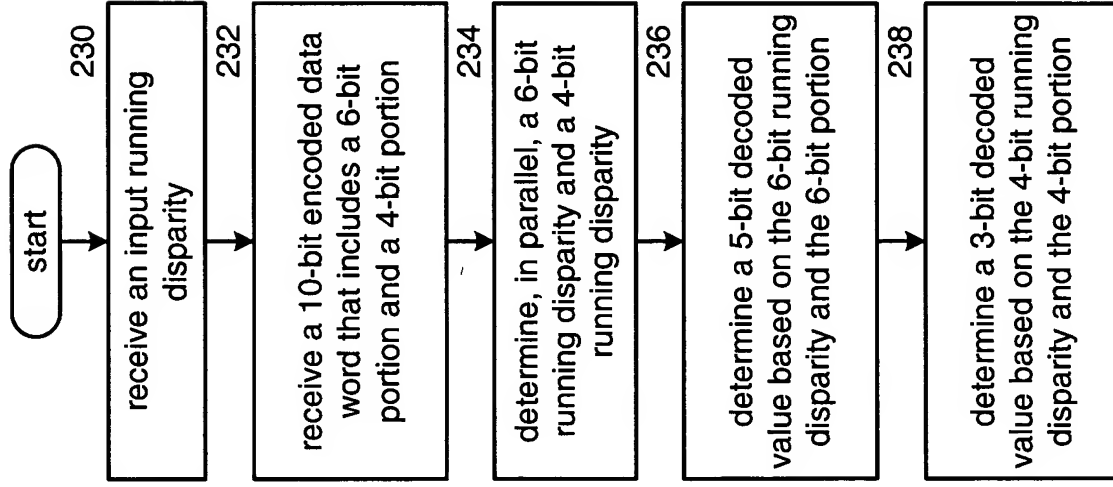 start
230
receive an input running
disparity
232
receive a 10-bit encoded data
word that includes a 6-bit
portion and a 4-bit portion
234
determine, in parallel, a 6-bit
running disparity and a 4-bit
running disparity
236
determine a 5-bit decoded
value based on the 6-bit running
disparity and the 6-bit portion
238
determine a 3-bit decoded
value based on the 4-bit running
disparity and the 4-bit portion